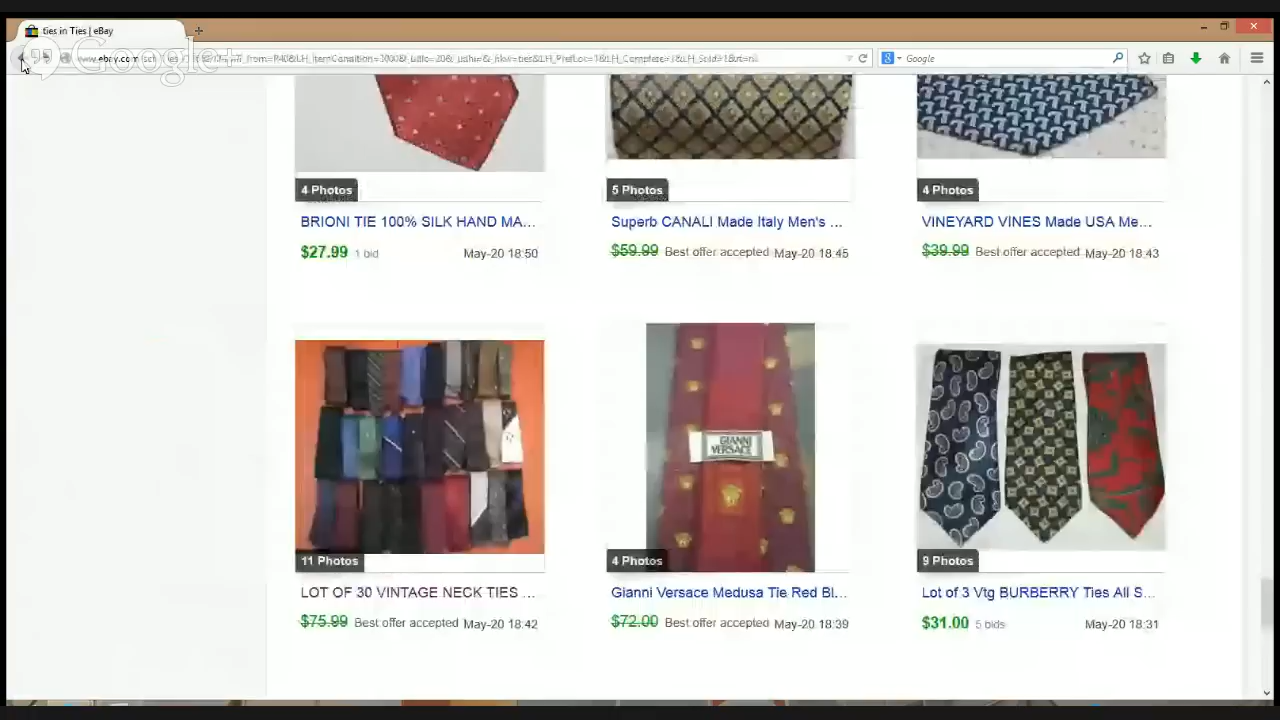 ties in Ties | eBay
Google+
www.ebay.com
Google
4 Photos
5 Photos
4 Photos
BRIONI TIE 100% SILK HAND MA...
Superb CANALI Made Italy Men's ...
VINEYARD VINES Made USA Me...
$27.99 1 bid May-20 18:50
$59.99 Best offer accepted May-20 18:45
$39.99 Best offer accepted May-20 18:43
GIANNI
VERSACE
11 Photos
4 Photos
9 Photos
LOT OF 30 VINTAGE NECK TIES ...
Gianni Versace Medusa Tie Red Bl...
Lot of 3 Vtg BURBERRY Ties All S...
$75.99 Best offer accepted May-20 18:42
$72.00 Best offer accepted May-20 18:39
$31.00 5 bids May-20 18:31